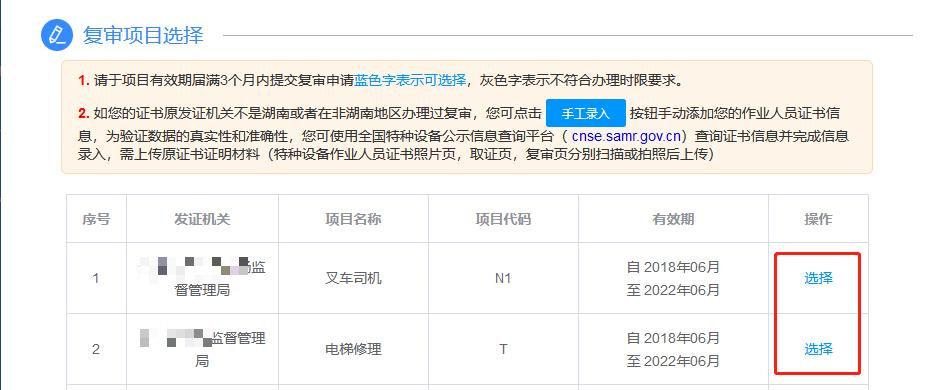 复审项目选择
1. 请于项目有效期届满3个月内提交复审申请蓝色字表示可选择，灰色字表示不符合办理时限要求。
2. 如您的证书原发证机关不是湖南或者在非湖南地区办理过复审，您可点击 手工录入 按钮手动添加您的作业人员证书信
息，为验证数据的真实性和准确性，您可使用全国特种设备公示信息查询平台（ cnse.samr.gov.cn）查询证书信息并完成信息
录入，需上传原证书证明材料（特种设备作业人员证书照片页，取证页，复审页分别扫描或拍照后上传）
序号 发证机关 项目名称 项目代码 有效期 操作
监
督管理局
1 叉车司机 N1
自 2018年06月
至 2022年06月
选择
监督管理
局
2 电梯修理 T
自 2018年06月
至 2022年06月
选择